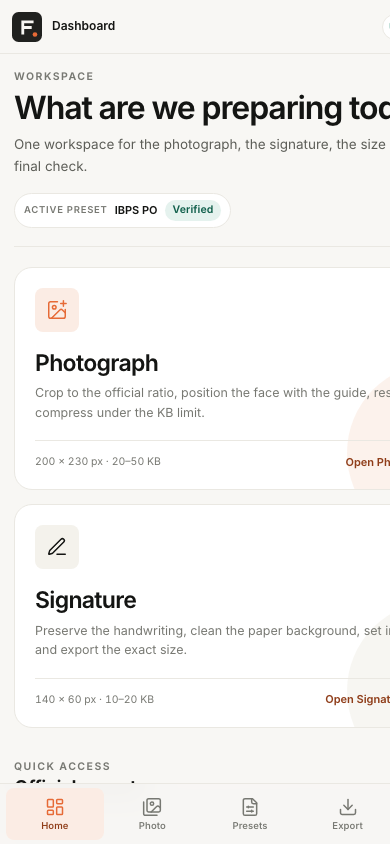 F.
Dashboard
WORKSPACE
What are we preparing tod
One workspace for the photograph, the signature, the size
final check.
ACTIVE PRESET IBPS PO Verified
Photograph
Crop to the official ratio, position the face with the guide, res
compress under the KB limit.
200 × 230 px · 20–50 KB
Open Ph
Signature
Preserve the handwriting, clean the paper background, set i
and export the exact size.
140 × 60 px · 10–20 KB
Open Signat
QUICK ACCESS
Home
Photo
Presets
Export